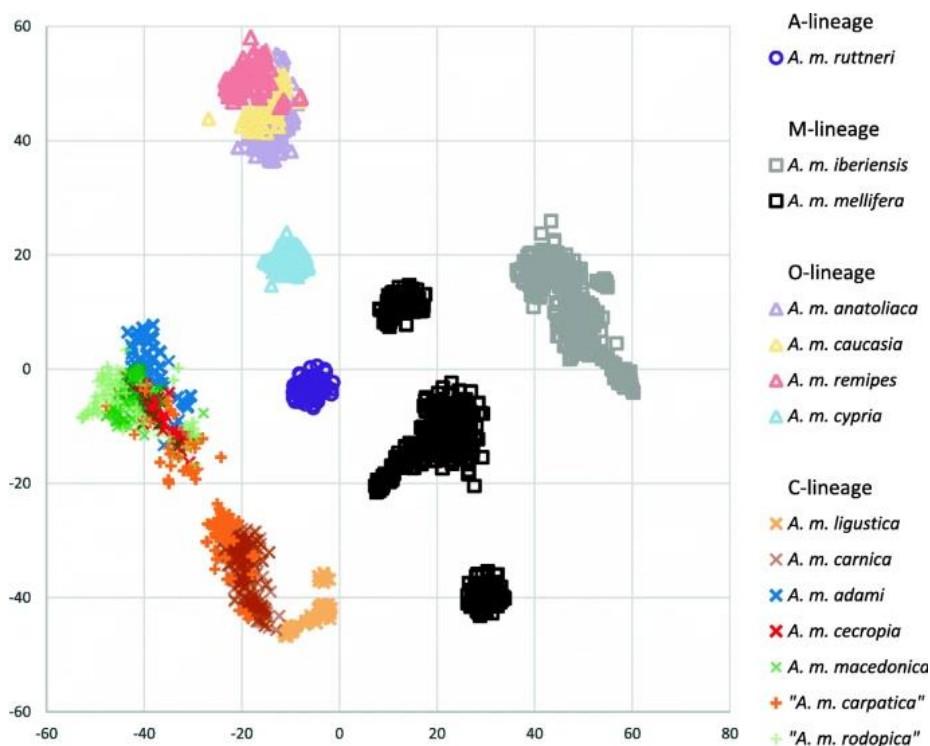 60
40
20
0
-20
-40
-60
-60
-40
-20
0
20
40
60
80
A-lineage
A. m. ruttneri
M-lineage
A. m. iberiensis
A. m. mellifera
O-lineage
A. m. anatoliaca
A. m. caucasia
A. m. remipes
A. m. cypria
C-lineage
A. m. ligustica
A. m. carnica
A. m. adami
A. m. cecropia
A. m. macedonica
"A. m. carpatica"
"A. m. rodopica"